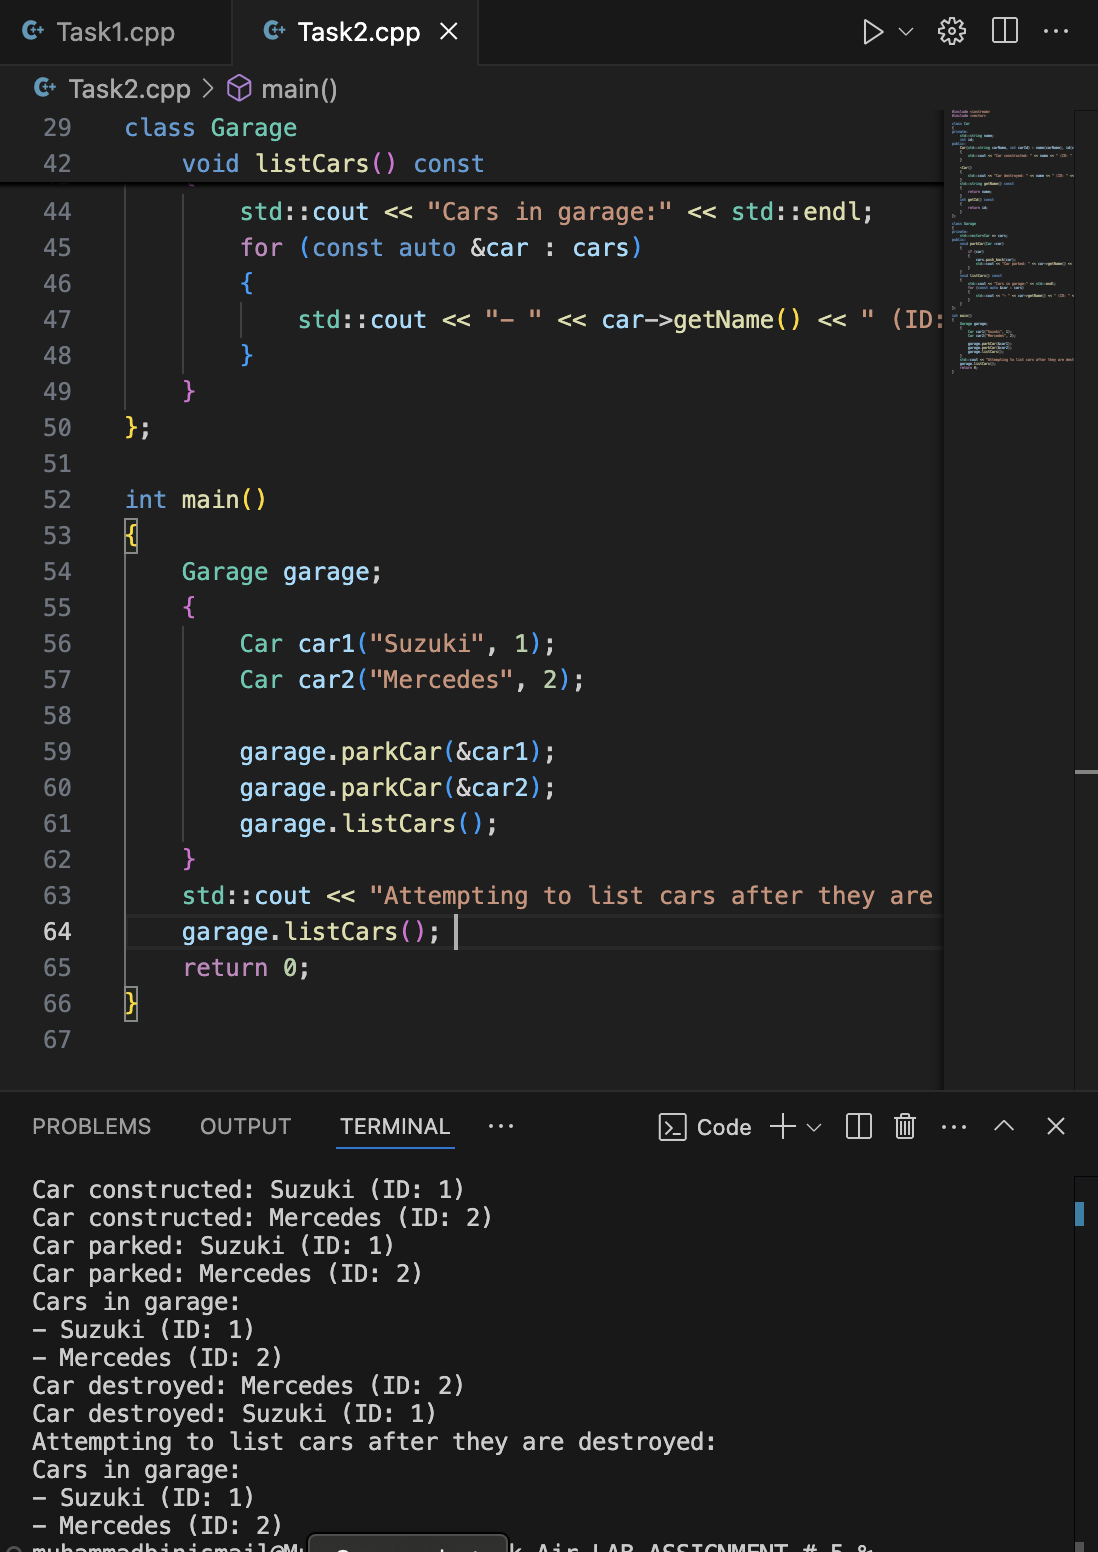 Task1.cpp
Task2.cpp
Task2.cpp > main()
29 class Garage
42 void listCars() const
44 std::cout << "Cars in garage:" << std::endl;
45 for (const auto &car : cars)
46 {
47 std::cout << "- " << car->getName() << " (ID:
48 }
49 }
50 };
51
52 int main()
53 {
54 Garage garage;
55 {
56 Car car1("Suzuki", 1);
57 Car car2("Mercedes", 2);
58
59 garage.parkCar(&car1);
60 garage.parkCar(&car2);
61 garage.listCars();
62 }
63 std::cout << "Attempting to list cars after they are
64 garage.listCars();
65 return 0;
66 }
67
PROBLEMS OUTPUT TERMINAL
Code
Car constructed: Suzuki (ID: 1)
Car constructed: Mercedes (ID: 2)
Car parked: Suzuki (ID: 1)
Car parked: Mercedes (ID: 2)
Cars in garage:
- Suzuki (ID: 1)
- Mercedes (ID: 2)
Car destroyed: Mercedes (ID: 2)
Car destroyed: Suzuki (ID: 1)
Attempting to list cars after they are destroyed:
Cars in garage:
- Suzuki (ID: 1)
- Mercedes (ID: 2)
Air LAB ASSIGNMENT # 5 %